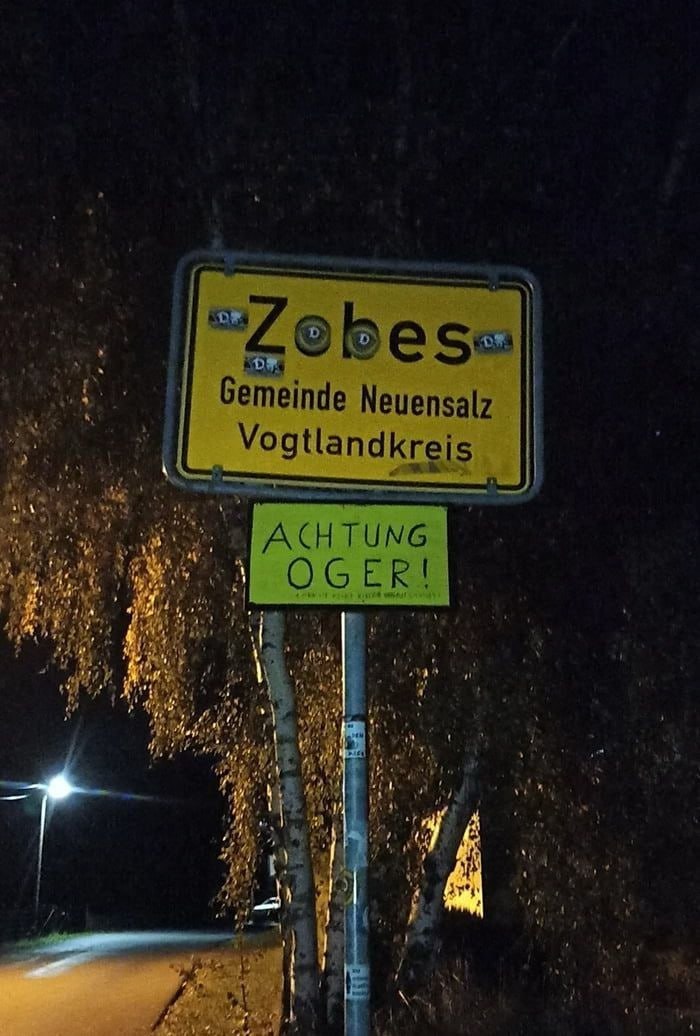 Zobes
Gemeinde Neuensalz
Vogtlandkreis
ACHTUNG
OGER!